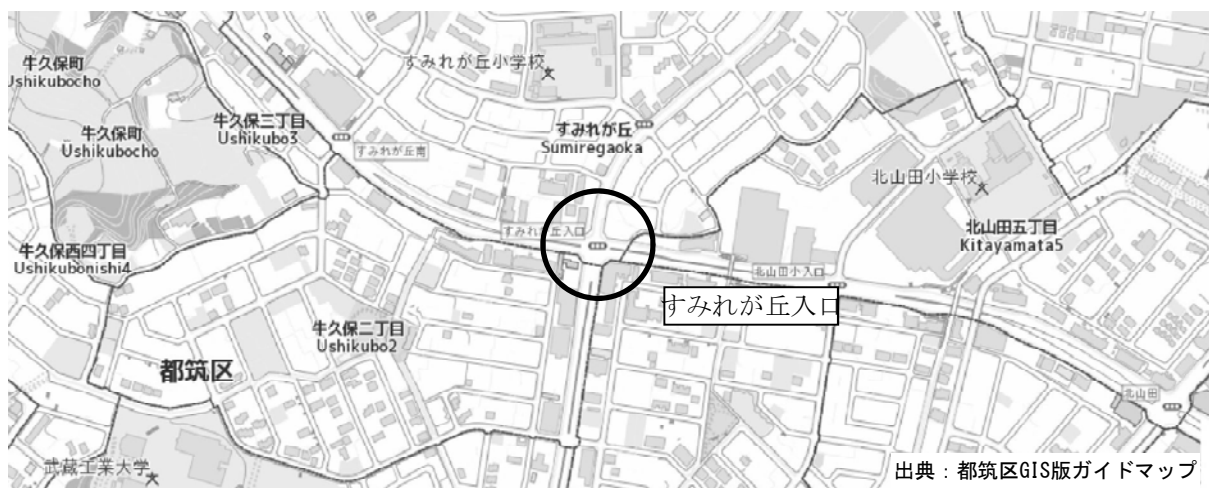 牛久保町
Ushikubocho
牛久保町
Ushikubocho
牛久保三丁目
Ushikubo3
すみれが丘小学校
すみれが丘
Sumiregaoka
すみれが丘南
すみれが丘入口
北山田小学校
北山田五丁目
Kitayamata5
北山田小入口
すみれが丘入口
牛久保西四丁目
Ushikubonishi4
牛久保二丁目
Ushikubo2
都筑区
北山田
武蔵工業大学
出典：都筑区GIS版ガイドマップ